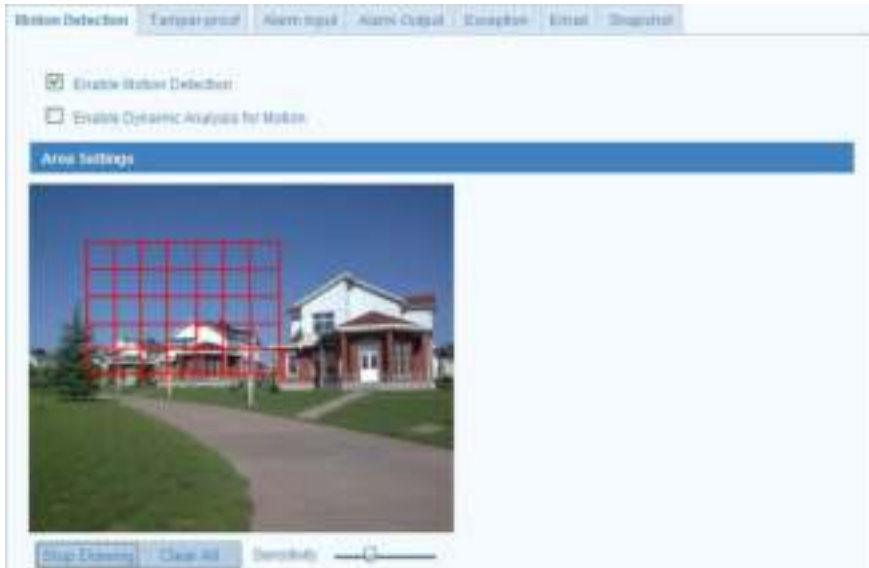 Motion Detection Tamper-proof Alarm Input Alarm Output Exception Email Snapshot
Enable Motion Detection
Enable Dynamic Analysis for Motion
Area Settings
Stop Drawing Clear All Sensitivity